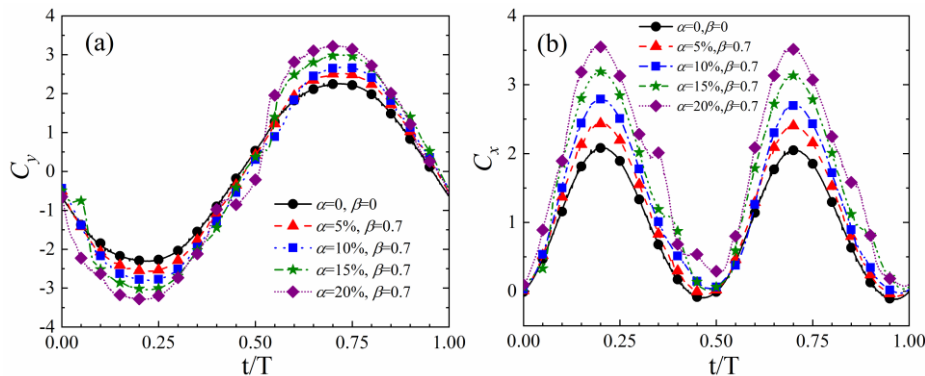 (a)
4
3
2
1
0
-1
-2
-3
-4
C_y
0.00 0.25 0.50 0.75 1.00
t/T
α=0, β=0
α=5%, β=0.7
α=10%, β=0.7
α=15%, β=0.7
α=20%, β=0.7
(b)
4
3
2
1
0
C_x
0.00 0.25 0.50 0.75 1.00
t/T
α=0,β=0
α=5%,β=0.7
α=10%,β=0.7
α=15%,β=0.7
α=20%,β=0.7